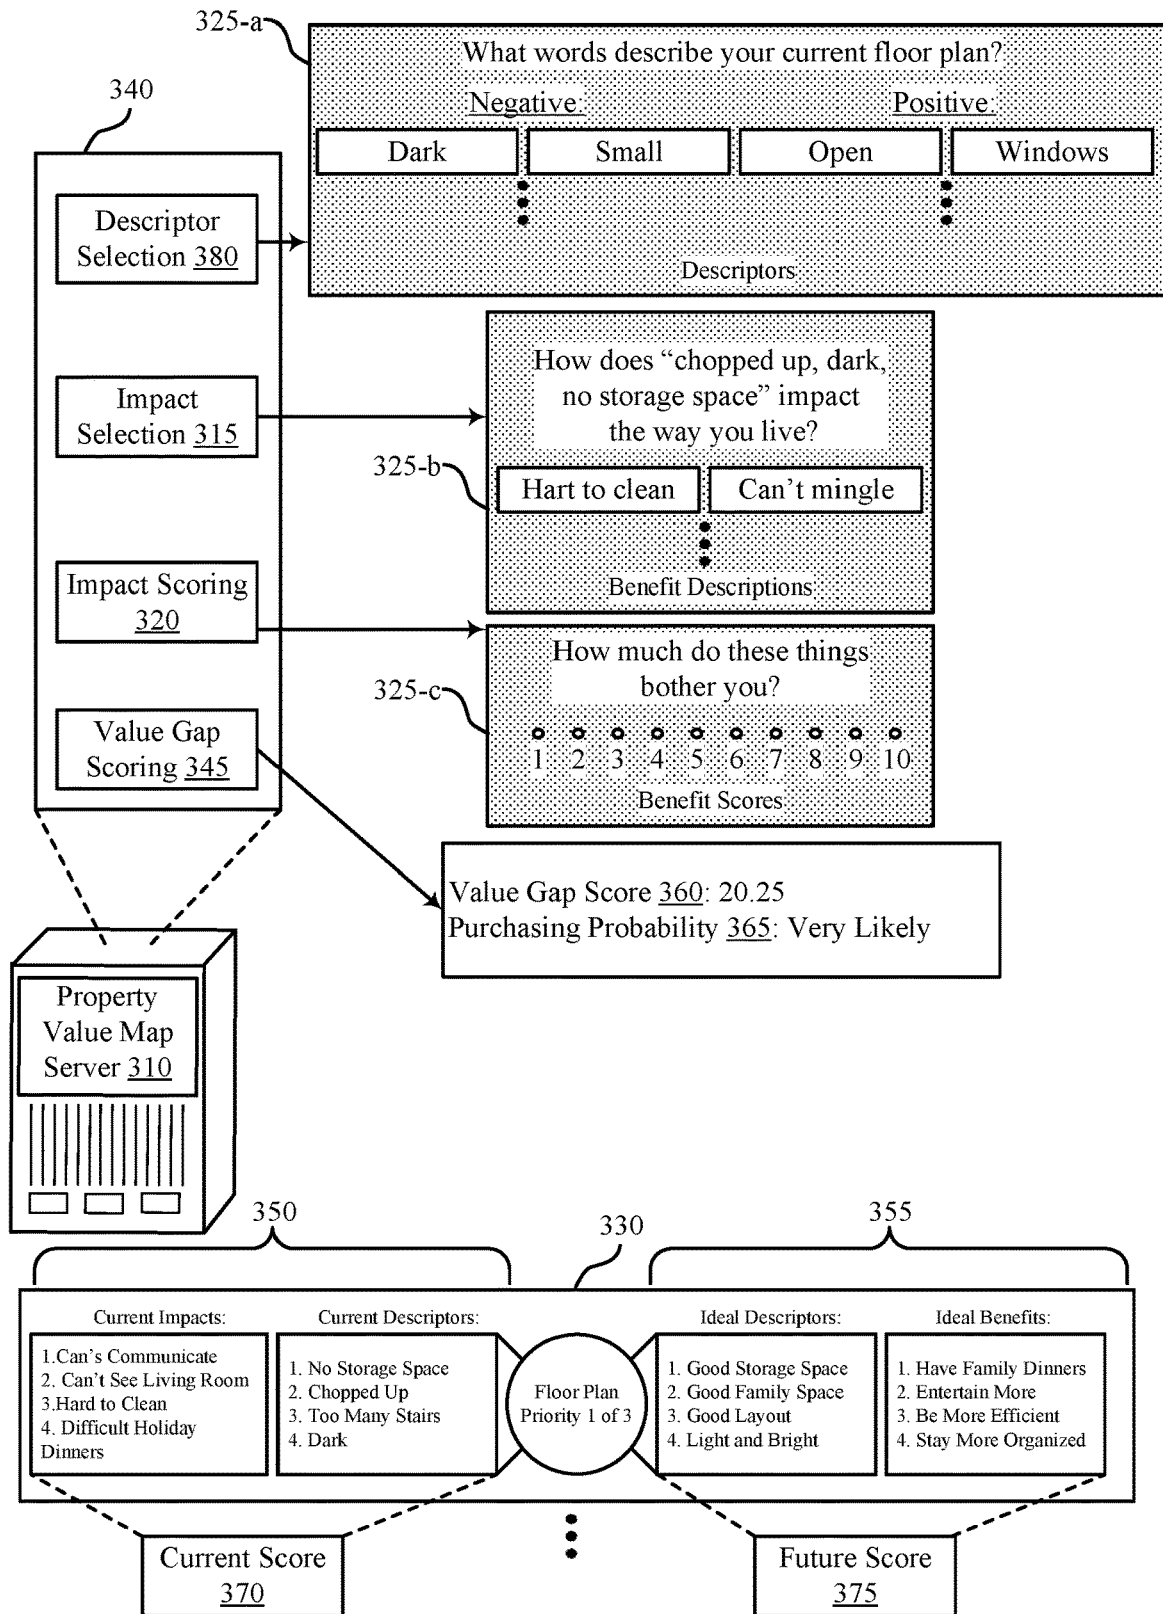 325-a
What words describe your current floor plan?
Negative:
Positive:
Dark
Small
Open
Windows
Descriptors
340
Descriptor
Selection 380
How does “chopped up, dark,
no storage space” impact
the way you live?
Impact
Selection 315
325-b
Hart to clean
Can't mingle
Benefit Descriptions
Impact Scoring
320
How much do these things
bother you?
325-c
1 2 3 4 5 6 7 8 9 10
Benefit Scores
Value Gap
Scoring 345
Value Gap Score 360: 20.25
Purchasing Probability 365: Very Likely
Property
Value Map
Server 310
350
330
355
Current Impacts:
1.Can's Communicate
2. Can't See Living Room
3.Hard to Clean
4. Difficult Holiday
Dinners
Current Descriptors:
1. No Storage Space
2. Chopped Up
3. Too Many Stairs
4. Dark
Floor Plan
Priority 1 of 3
Ideal Descriptors:
1. Good Storage Space
2. Good Family Space
3. Good Layout
4. Light and Bright
Ideal Benefits:
1. Have Family Dinners
2. Entertain More
3. Be More Efficient
4. Stay More Organized
Current Score
370
Future Score
375